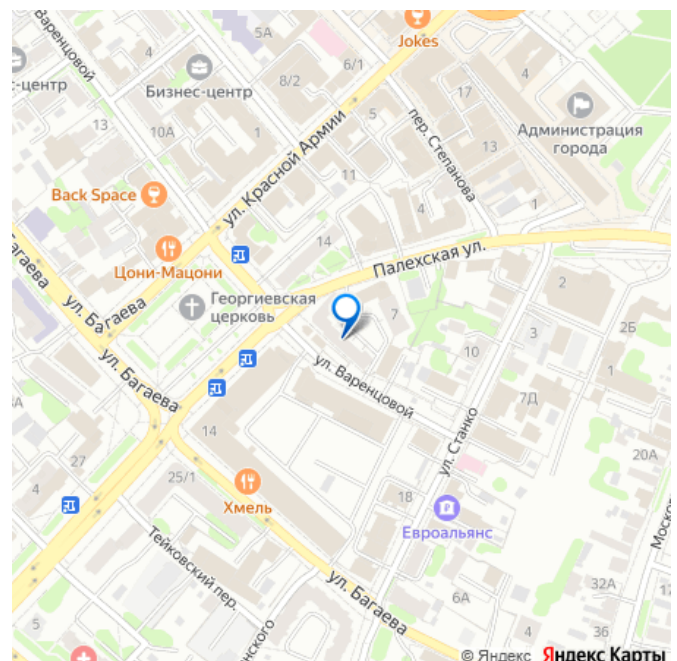 Варенцовой
5А
6/1
Jokes
4
с-центр
Бизнес-центр
8/2
17
5
Администрация
города
13
10А
1
пер. Степанова
13
ул. Красной Армии
Back Space
11
4
1
14
Цони-Мацони
Палехская ул.
Багаева
ул. Багаева
Георгиевская
церковь
2
7
3
2Б
10
ул. Варенцовой
ул. Багаева
7Д
А
14
ул. Станко
27
25/1
20А
4
Хмель
18
Евроальянс
Моско
Тейковский пер.
32А
ул. Багаева
6А
4
36
5
нского
© Яндекс Яндекс Карты